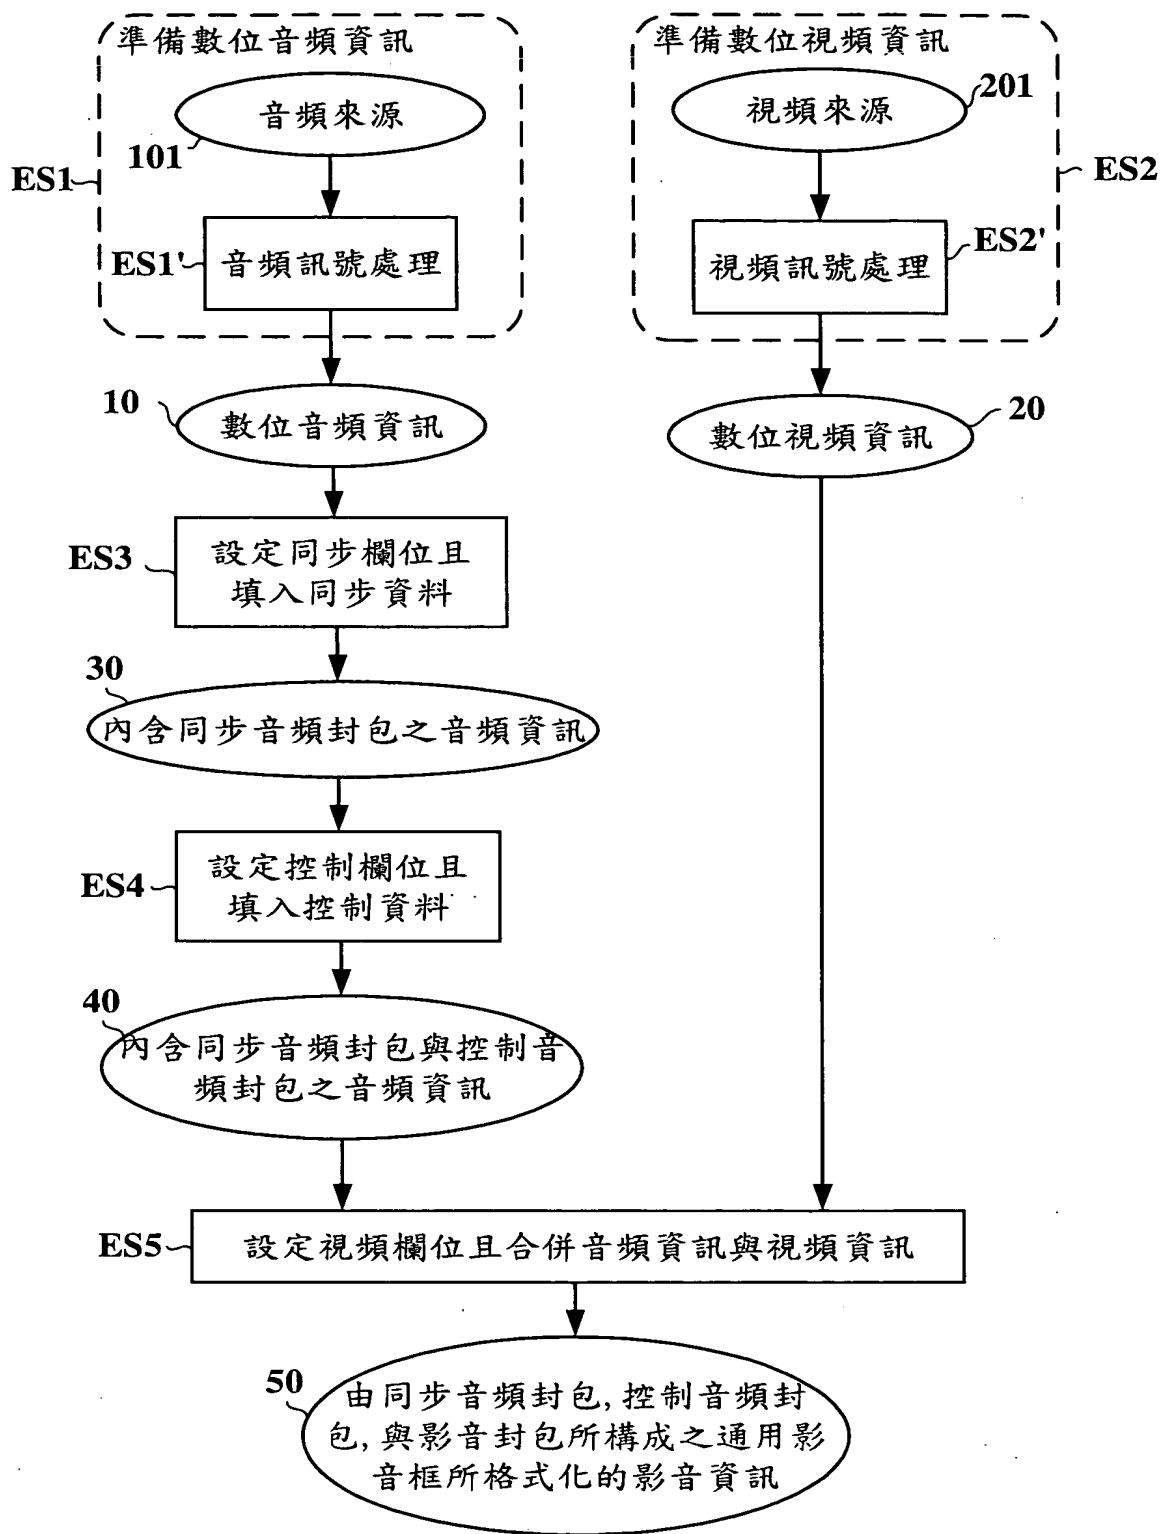 準備數位音頻資訊
音頻來源
101
ES1
ES1'
音頻訊號處理
準備數位視頻資訊
視頻來源
201
ES2
ES2'
視頻訊號處理
10
數位音頻資訊
20
數位視頻資訊
ES3
設定同步欄位且
填入同步資料
30
內含同步音頻封包之音頻資訊
ES4
設定控制欄位且
填入控制資料
40
內含同步音頻封包與控制音
頻封包之音頻資訊
ES5
設定視頻欄位且合併音頻資訊與視頻資訊
50
由同步音頻封包,控制音頻封
包,與影音封包所構成之通用影
音框所格式化的影音資訊